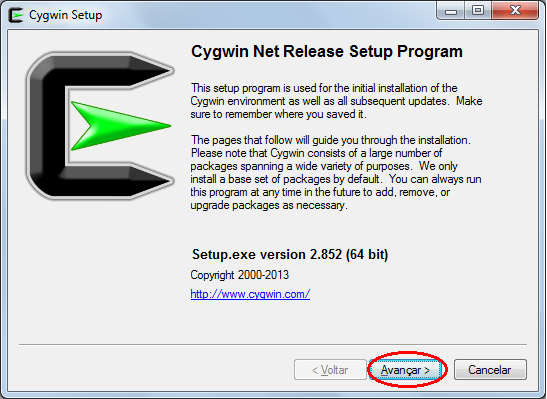 Cygwin Setup
Cygwin Net Release Setup Program
This setup program is used for the initial installation of the
Cygwin environment as well as all subsequent updates.  Make
sure to remember where you saved it.
The pages that follow will guide you through the installation.
Please note that Cygwin consists of a large number of
packages spanning a wide variety of purposes.  We only
install a base set of packages by default.  You can always run
this program at any time in the future to add, remove, or
upgrade packages as necessary.
Setup.exe version 2.852 (64 bit)
Copyright 2000-2013
http://www.cygwin.com/
< Voltar
Avançar >
Cancelar